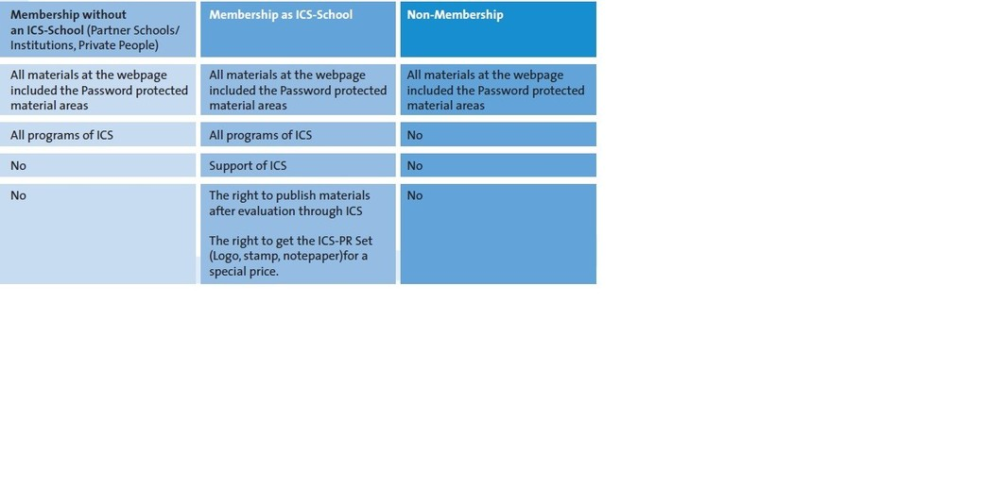 Membership without
an ICS-School (Partner Schools/
Institutions, Private People)
Membership as ICS-School
Non-Membership
All materials at the webpage
included the Password protected
material areas
All materials at the webpage
included the Password protected
material areas
All materials at the webpage
included the Password protected
material areas
All programs of ICS
All programs of ICS
No
No
Support of ICS
No
No
The right to publish materials
after evaluation through ICS
The right to get the ICS-PR Set
(Logo, stamp, notepaper)for a
special price.
No